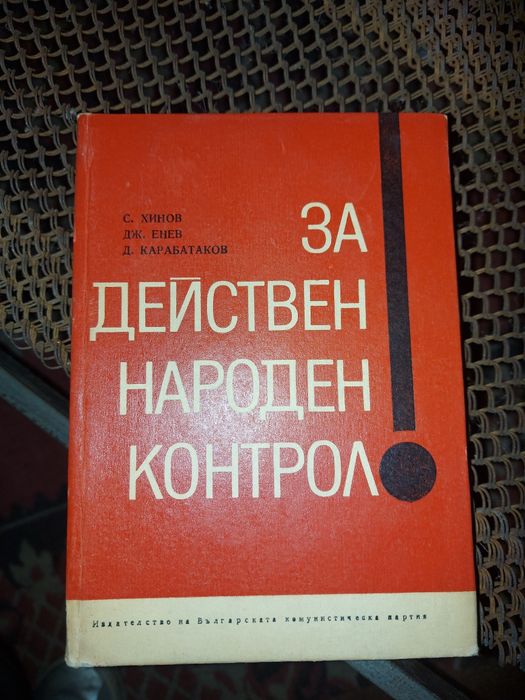 С. ХИНОВ
ДЖ. ЕНЕВ
Д. КАРАБАТАКОВ
ЗА
ДЕЙСТВЕН
НАРОДЕН
КОНТРОЛ!
Издателство на Българската комунистическа партия